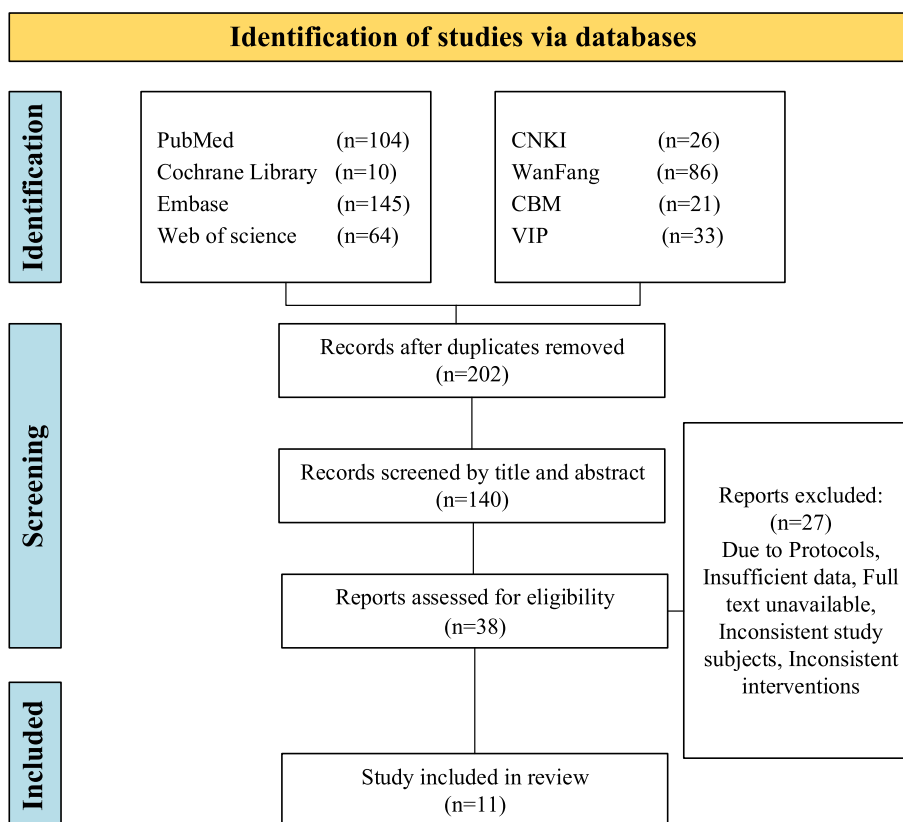 Identification of studies via databases
Identification
PubMed (n=104)
Cochrane Library (n=10)
Embase (n=145)
Web of science (n=64)
CNKI (n=26)
WanFang (n=86)
CBM (n=21)
VIP (n=33)
Screening
Records after duplicates removed
(n=202)
Records screened by title and abstract
(n=140)
Reports assessed for eligibility
(n=38)
Reports excluded:
(n=27)
Due to Protocols,
Insufficient data, Full
text unavailable,
Inconsistent study
subjects, Inconsistent
interventions
Included
Study included in review
(n=11)